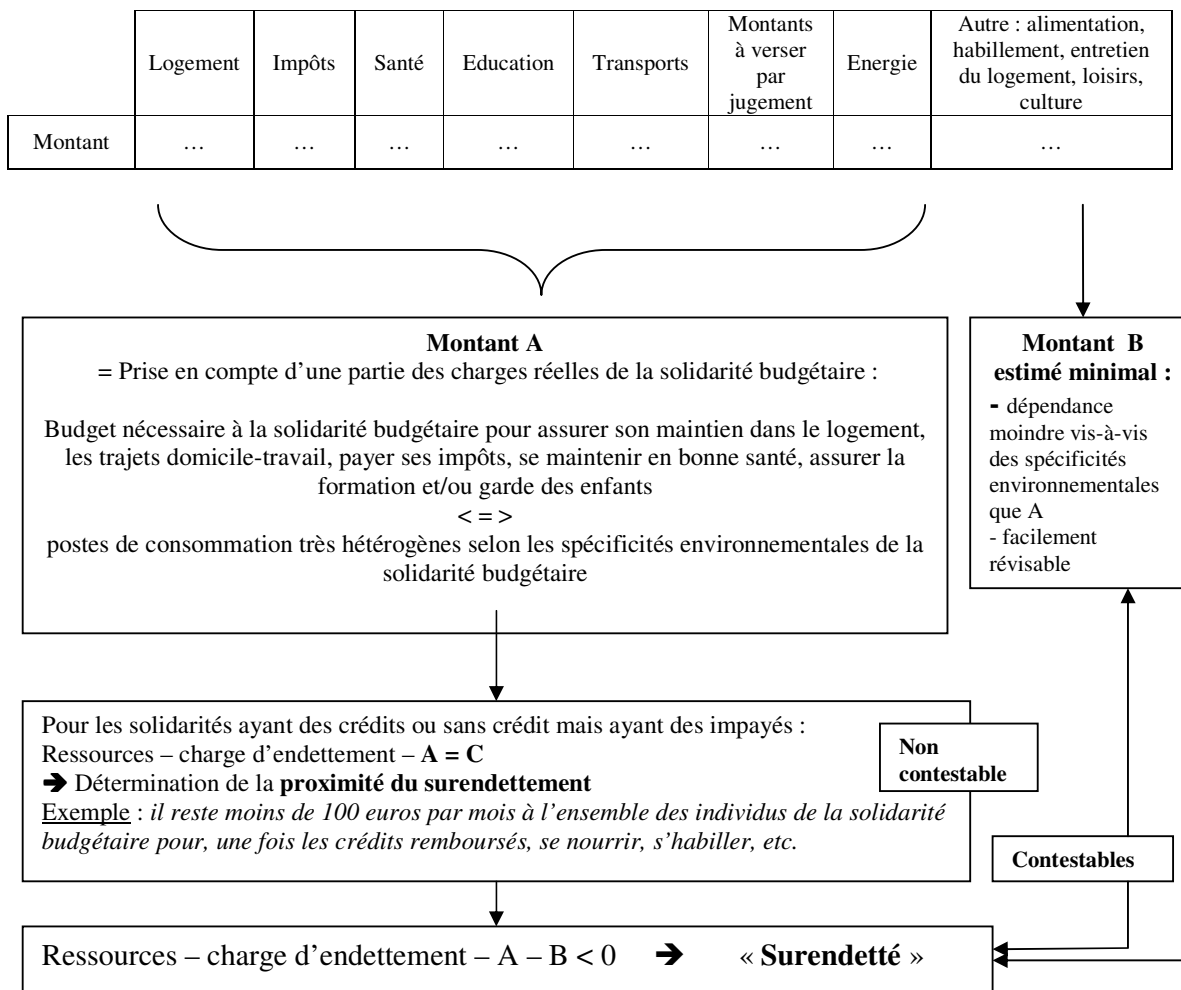 Logement
Impôts
Santé
Education
Transports
Montants
à verser
par
jugement
Energie
Autre : alimentation,
habillement, entretien
du logement, loisirs,
culture
Montant
…
…
…
…
…
…
…
…
Montant A
= Prise en compte d’une partie des charges réelles de la solidarité budgétaire :
Budget nécessaire à la solidarité budgétaire pour assurer son maintien dans le logement,
les trajets domicile-travail, payer ses impôts, se maintenir en bonne santé, assurer la
formation et/ou garde des enfants
< = >
postes de consommation très hétérogènes selon les spécificités environnementales de la
solidarité budgétaire
Montant B
estimé minimal :
- dépendance
moindre vis-à-vis
des spécificités
environnementales
que A
- facilement
révisable
Pour les solidarités ayant des crédits ou sans crédit mais ayant des impayés :
Ressources – charge d’endettement – A = C
➔ Détermination de la proximité du surendettement
Exemple : il reste moins de 100 euros par mois à l’ensemble des individus de la solidarité
budgétaire pour, une fois les crédits remboursés, se nourrir, s’habiller, etc.
Non
contestable
Contestables
Ressources – charge d’endettement – A – B < 0 ➔ « Surendetté »